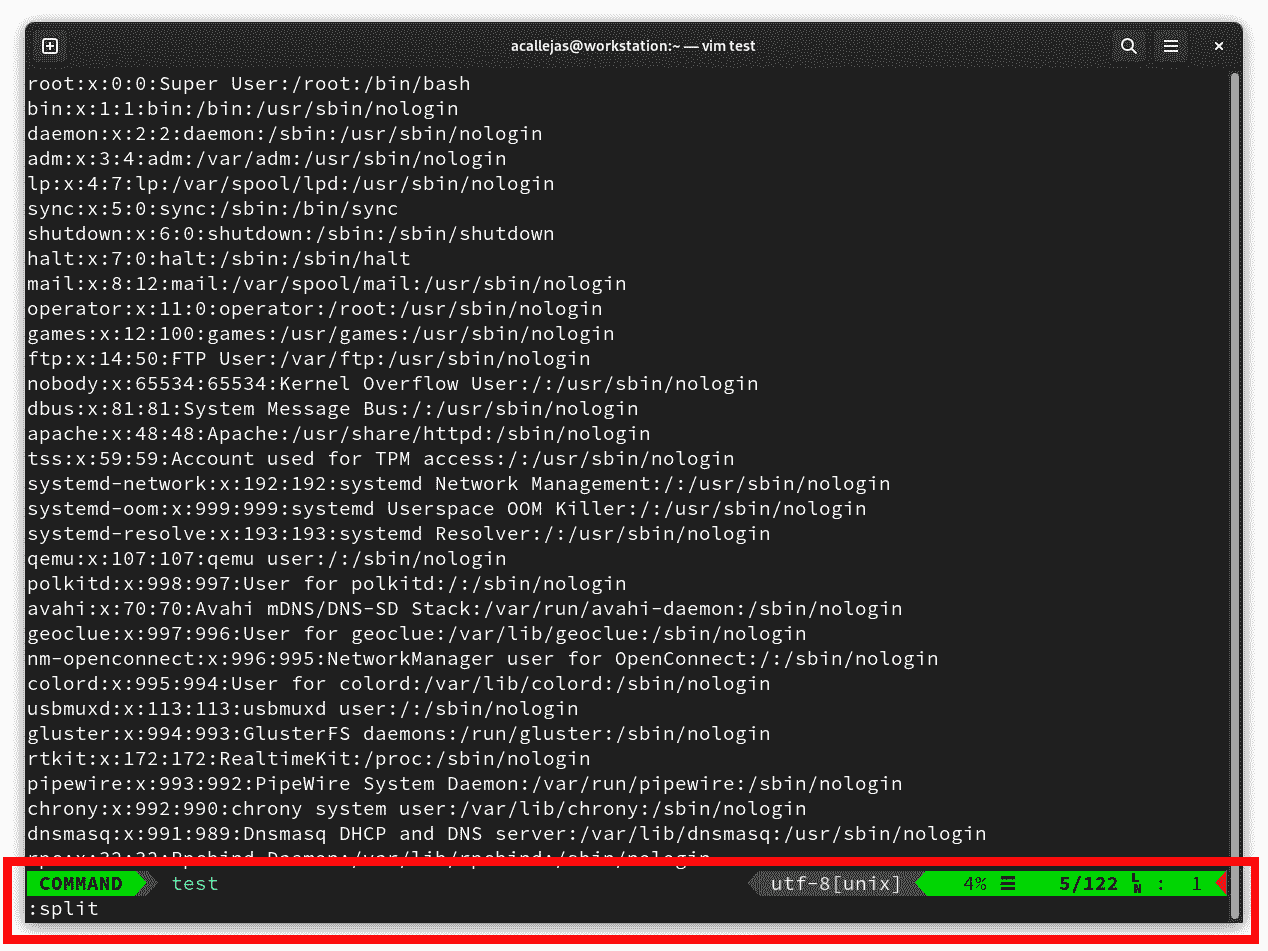 acallejas@workstation:~ — vim test
root:x:0:0:Super User:/root:/bin/bash
bin:x:1:1:bin:/bin:/usr/sbin/nologin
daemon:x:2:2:daemon:/sbin:/usr/sbin/nologin
adm:x:3:4:adm:/var/adm:/usr/sbin/nologin
lp:x:4:7:lp:/var/spool/lpd:/usr/sbin/nologin
sync:x:5:0:sync:/sbin:/bin/sync
shutdown:x:6:0:shutdown:/sbin:/sbin/shutdown
halt:x:7:0:halt:/sbin:/sbin/halt
mail:x:8:12:mail:/var/spool/mail:/usr/sbin/nologin
operator:x:11:0:operator:/root:/usr/sbin/nologin
games:x:12:100:games:/usr/games:/usr/sbin/nologin
ftp:x:14:50:FTP User:/var/ftp:/usr/sbin/nologin
nobody:x:65534:65534:Kernel Overflow User:/:/usr/sbin/nologin
dbus:x:81:81:System Message Bus:/:/usr/sbin/nologin
apache:x:48:48:Apache:/usr/share/httpd:/sbin/nologin
tss:x:59:59:Account used for TPM access:/:/usr/sbin/nologin
systemd-network:x:192:192:systemd Network Management:/:/usr/sbin/nologin
systemd-oom:x:999:999:systemd Userspace OOM Killer:/:/usr/sbin/nologin
systemd-resolve:x:193:193:systemd Resolver:/:/usr/sbin/nologin
qemu:x:107:107:qemu user:/:/sbin/nologin
polkitd:x:998:997:User for polkitd:/:/sbin/nologin
avahi:x:70:70:Avahi mDNS/DNS-SD Stack:/var/run/avahi-daemon:/sbin/nologin
geoclue:x:997:996:User for geoclue:/var/lib/geoclue:/sbin/nologin
nm-openconnect:x:996:995:NetworkManager user for OpenConnect:/:/sbin/nologin
colord:x:995:994:User for colord:/var/lib/colord:/sbin/nologin
usbmuxd:x:113:113:usbmuxd user:/:/sbin/nologin
gluster:x:994:993:GlusterFS daemons:/run/gluster:/sbin/nologin
rtkit:x:172:172:RealtimeKit:/proc:/sbin/nologin
pipewire:x:993:992:PipeWire System Daemon:/var/run/pipewire:/sbin/nologin
chrony:x:992:990:chrony system user:/var/lib/chrony:/sbin/nologin
dnsmasq:x:991:989:Dnsmasq DHCP and DNS server:/var/lib/dnsmasq:/usr/sbin/nologin
rpc:x:32:32:Rpcbind Daemon:/var/lib/rpcbind:/sbin/nologin
COMMAND test utf-8[unix] 4% ☰ 5/122 ␤ : 1
:split